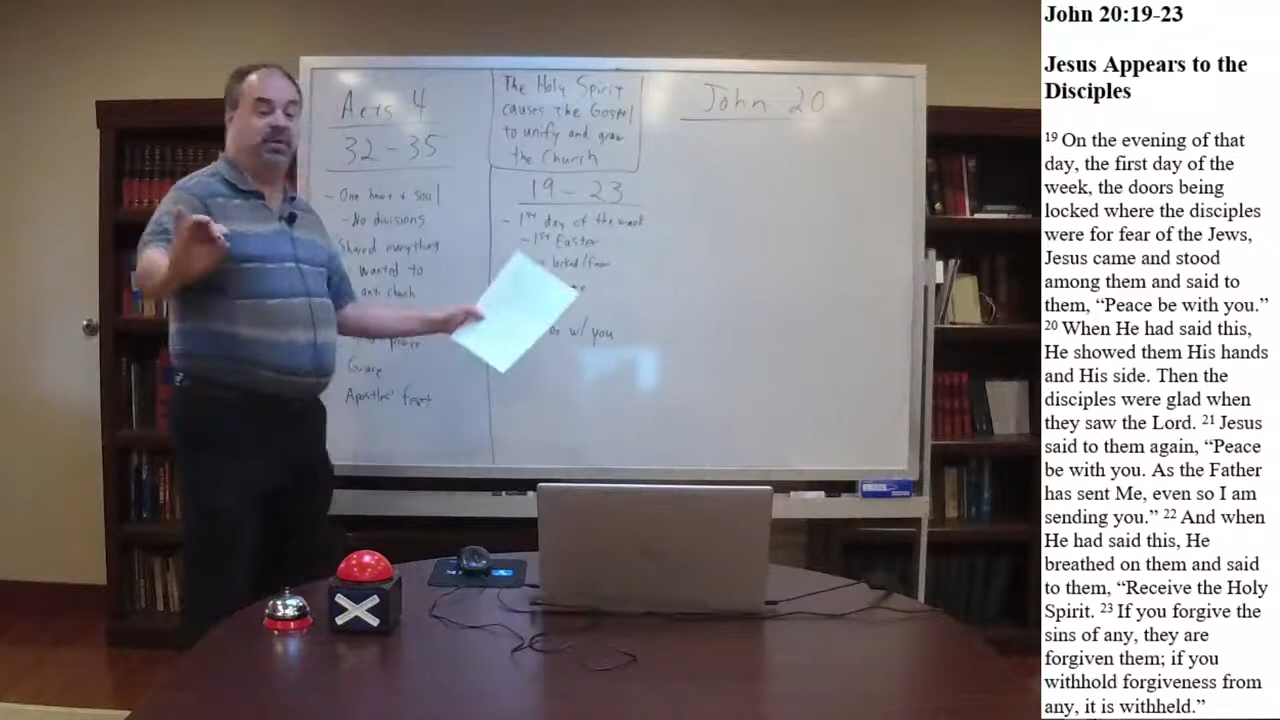 Acts 4
32-35
- One heart + Soul
- No divisions
Shared everything
wanted to
anti church
Grace
Apostles' feet
The Holy Spirit
causes the Gospel
to unify and grow
the Church
19-23
- 1st day of the week
- 1st Easter
locked/fear
w/ you
John 20
John 20:19-23
Jesus Appears to the
Disciples
19 On the evening of that
day, the first day of the
week, the doors being
locked where the disciples
were for fear of the Jews,
Jesus came and stood
among them and said to
them, “Peace be with you.”
20 When He had said this,
He showed them His hands
and His side. Then the
disciples were glad when
they saw the Lord. 21 Jesus
said to them again, “Peace
be with you. As the Father
has sent Me, even so I am
sending you.” 22 And when
He had said this, He
breathed on them and said
to them, “Receive the Holy
Spirit. 23 If you forgive the
sins of any, they are
forgiven them; if you
withhold forgiveness from
any, it is withheld.”